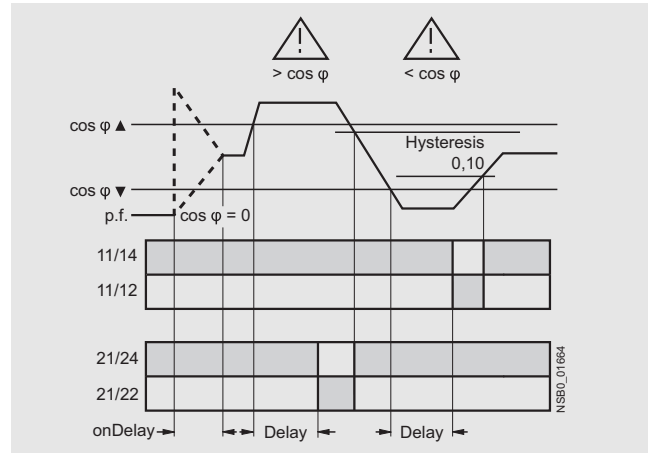 > cos φ
< cos φ
cos φ ▲
Hysteresis
0,10
cos φ ▼
p.f.
cos φ = 0
11/14
11/12
21/24
21/22
onDelay
Delay
Delay
NSB0_01664